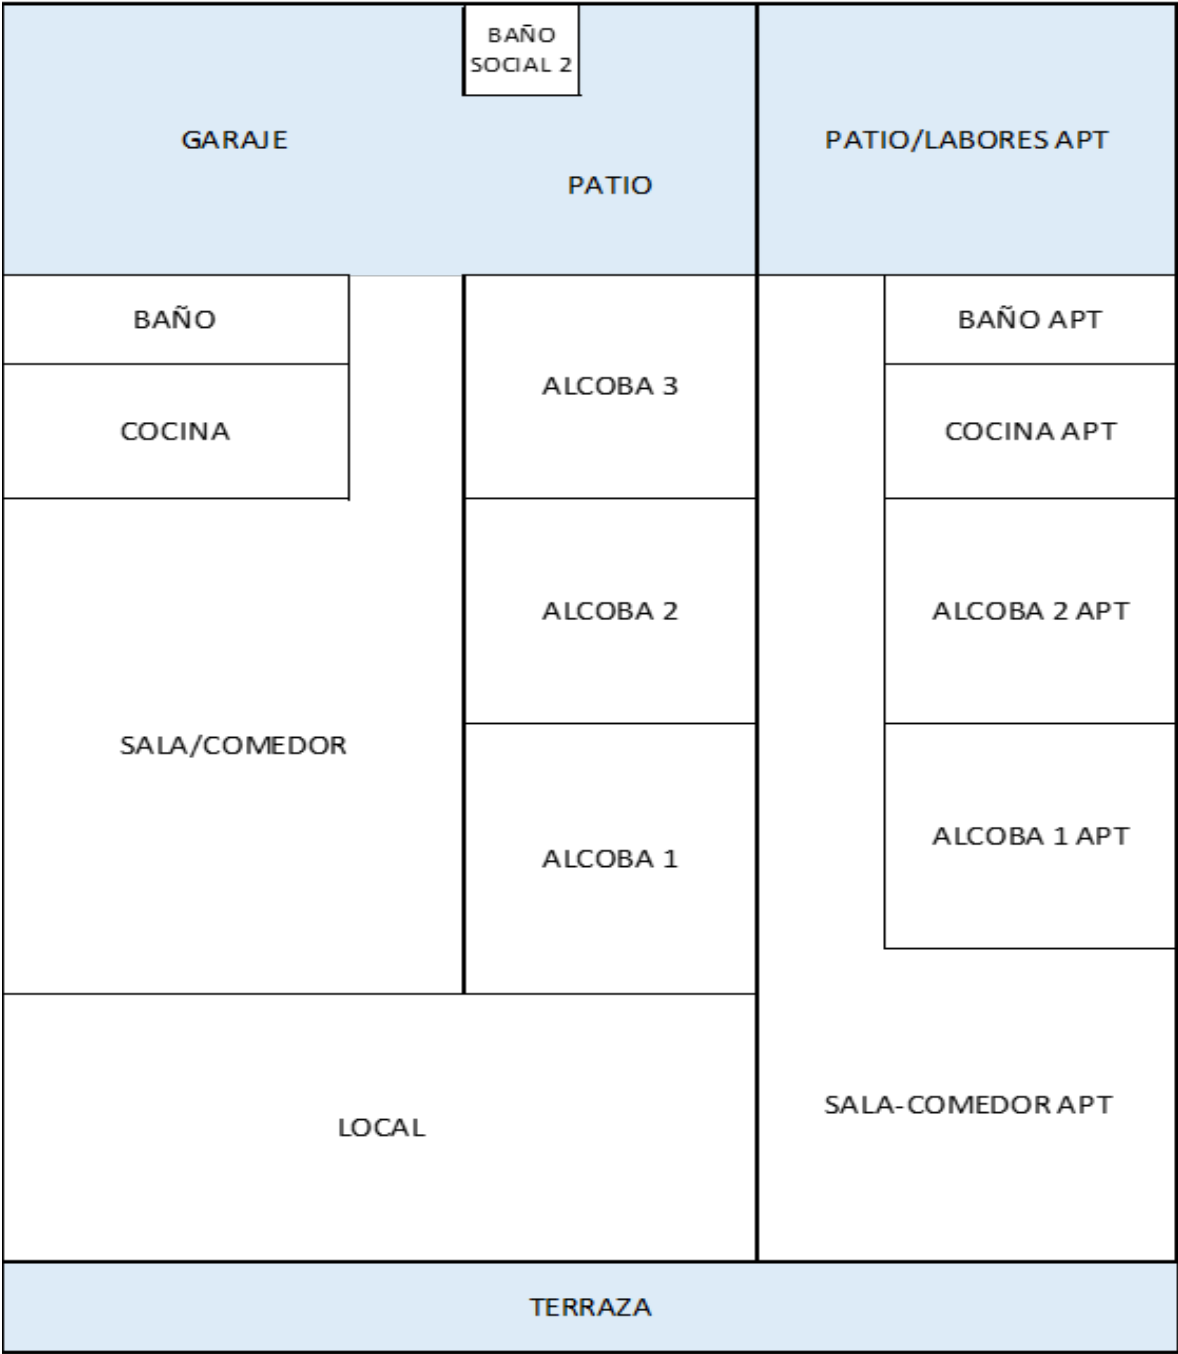 BAÑO
SOCIAL 2
GARAJE
PATIO/LABORES APT
PATIO
BAÑO
BAÑO APT
ALCOBA 3
COCINA
COCINA APT
ALCOBA 2
ALCOBA 2 APT
SALA/COMEDOR
ALCOBA 1
ALCOBA 1 APT
SALA-COMEDOR APT
LOCAL
TERRAZA